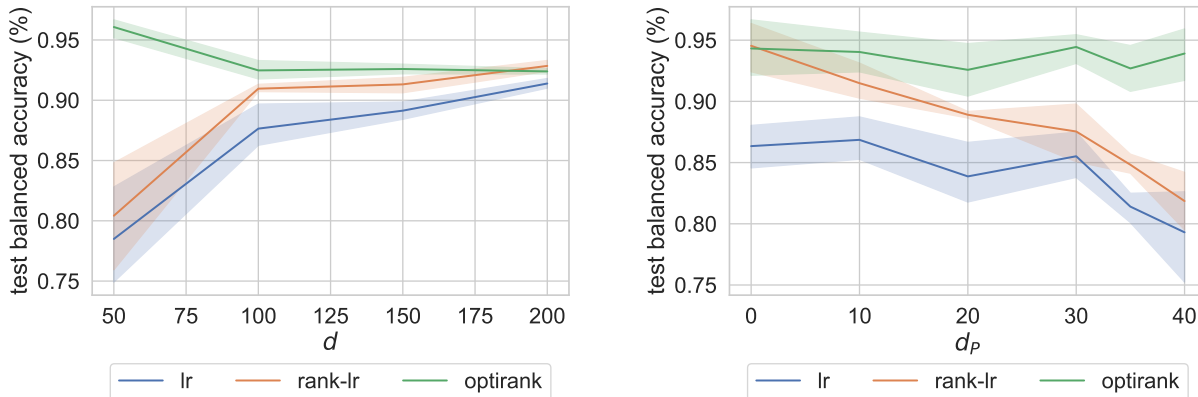 test balanced accuracy (%)
0.95
0.90
0.85
0.80
0.75
50 75 100 125 150 175 200
d
lr rank-lr optirank
test balanced accuracy (%)
0.95
0.90
0.85
0.80
0.75
0 10 20 30 40
d_P
lr rank-lr optirank